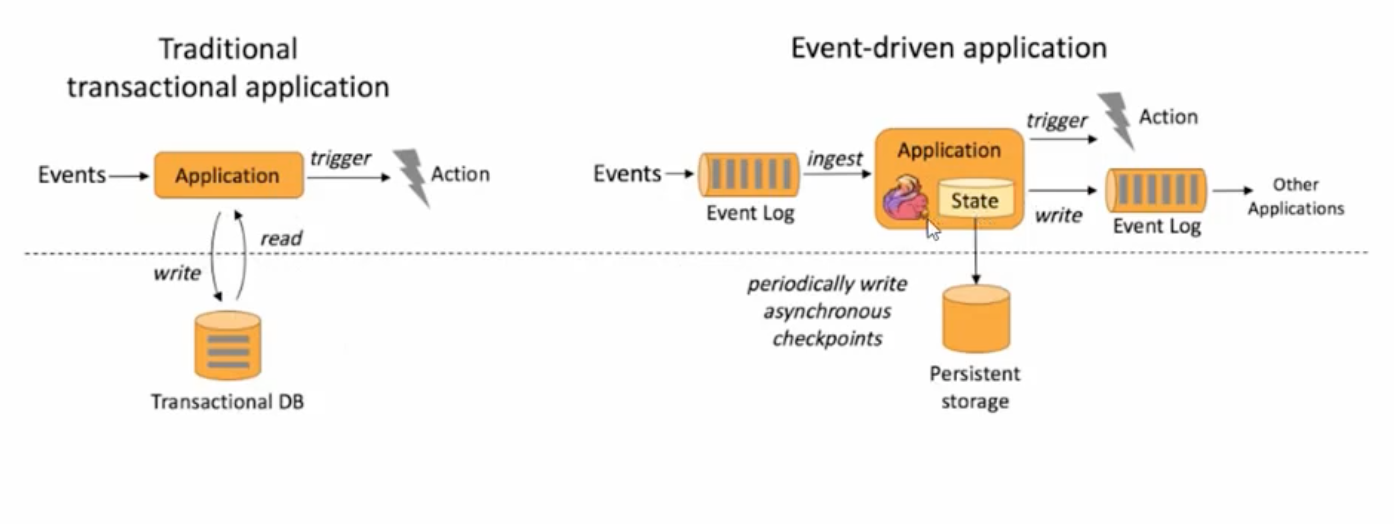 Traditional
transactional application
Events
Application
trigger
Action
read
write
Transactional DB
Event-driven application
Events
Event Log
ingest
Application
State
trigger
Action
write
Event Log
Other
Applications
periodically write
asynchronous
checkpoints
Persistent
storage